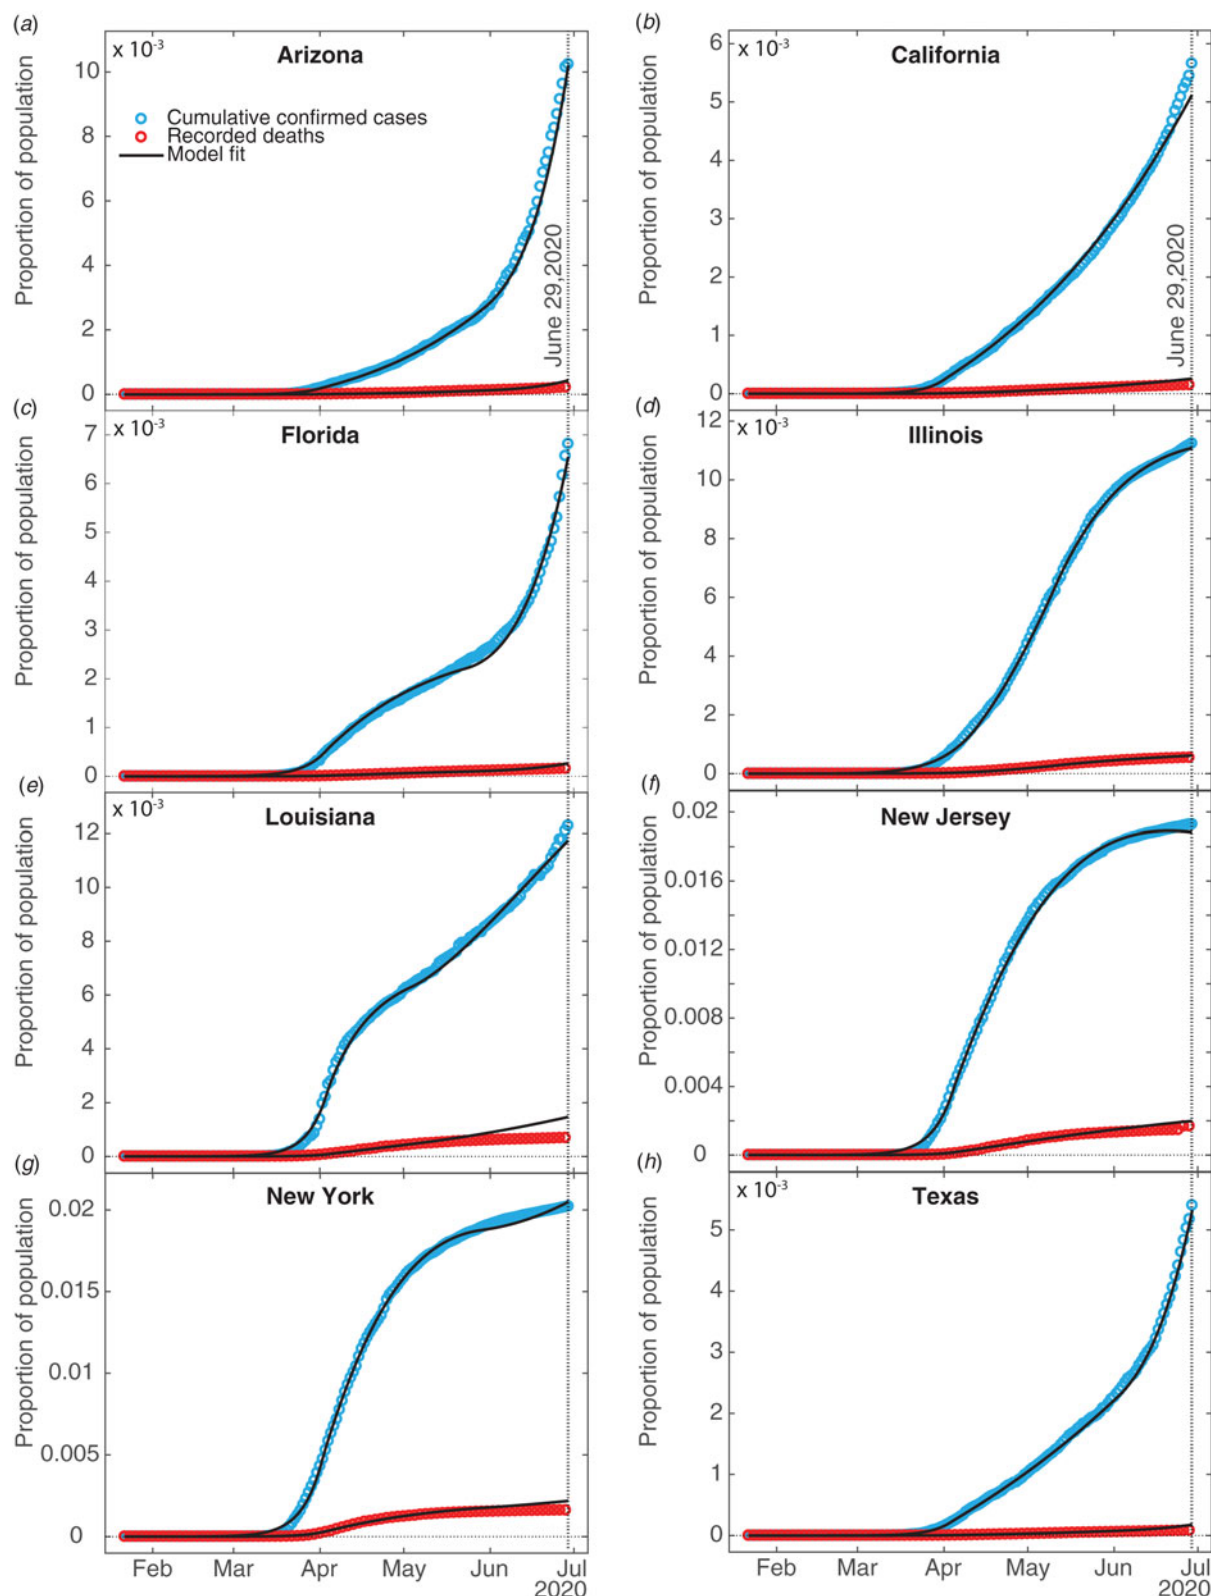 (a)
x 10-3
Arizona
Proportion of population
10
8
6
4
2
0
Cumulative confirmed cases
Recorded deaths
Model fit
June 29,2020
(b)
x 10-3
California
Proportion of population
6
5
4
3
2
1
0
June 29,2020
(c)
x 10-3
Florida
Proportion of population
7
6
5
4
3
2
1
0
(d)
x 10-3
Illinois
Proportion of population
12
10
8
6
4
2
0
(e)
x 10-3
Louisiana
Proportion of population
12
10
8
6
4
2
0
(f)
New Jersey
Proportion of population
0.02
0.016
0.012
0.008
0.004
0
(g)
New York
Proportion of population
0.02
0.015
0.01
0.005
0
Feb Mar Apr May Jun Jul
2020
(h)
x 10-3
Texas
Proportion of population
5
4
3
2
1
0
Feb Mar Apr May Jun Jul
2020